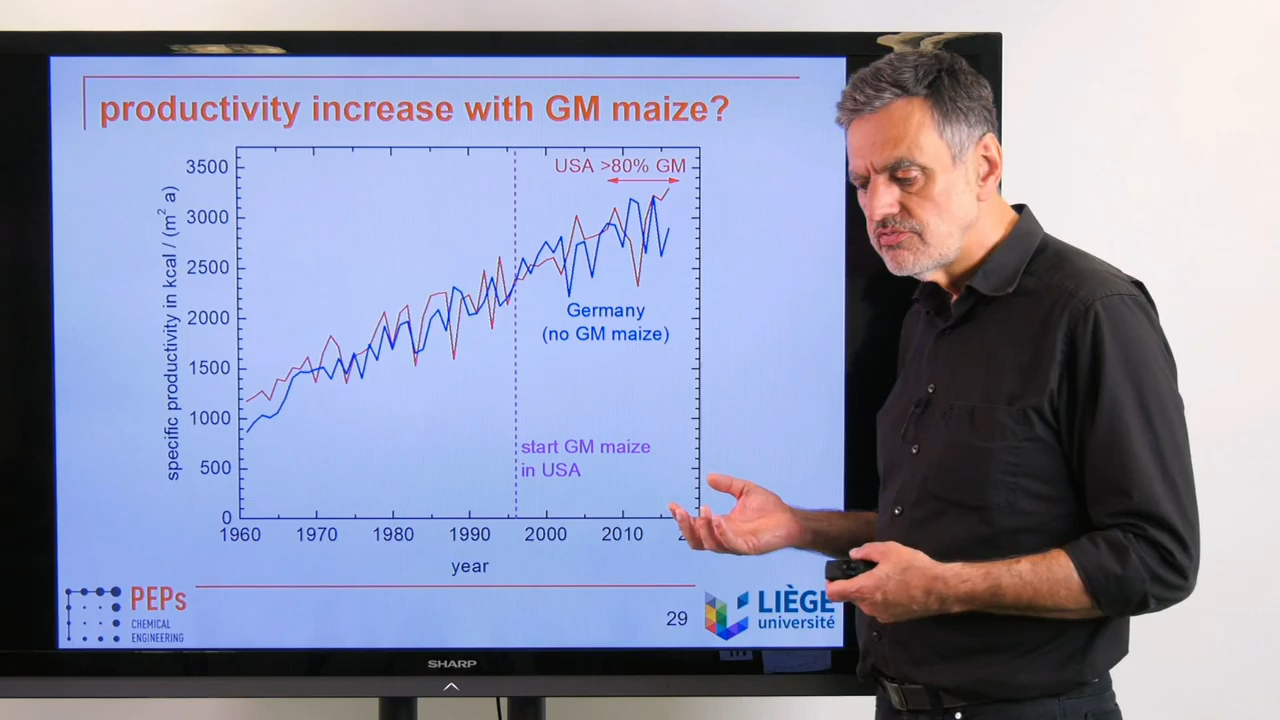 productivity increase with GM maize?
specific productivity in kcal / (m² a)
3500
3000
2500
2000
1500
1000
500
0
USA >80% GM
Germany
(no GM maize)
start GM maize
in USA
1960 1970 1980 1990 2000 2010
year
PEPs
CHEMICAL
ENGINEERING
29
LIÈGE
université
SHARP